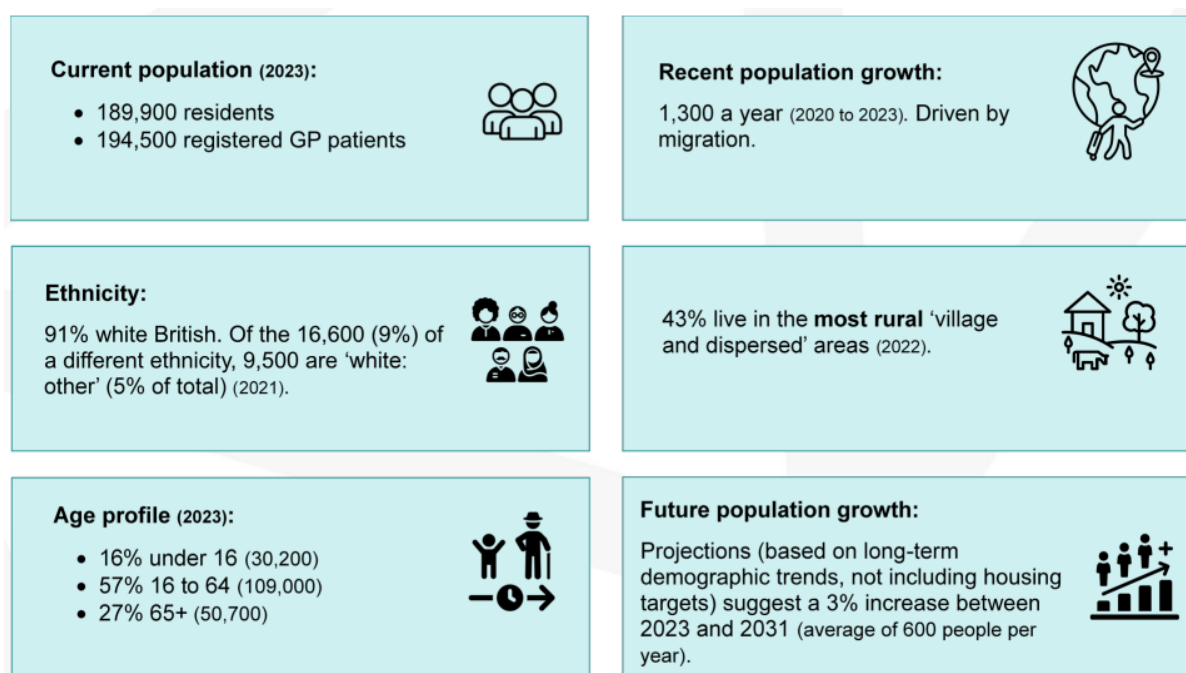 Current population (2023):
• 189,900 residents
• 194,500 registered GP patients
Recent population growth:
1,300 a year (2020 to 2023). Driven by
migration.
Ethnicity:
91% white British. Of the 16,600 (9%) of
a different ethnicity, 9,500 are ‘white:
other’ (5% of total) (2021).
43% live in the most rural ‘village
and dispersed’ areas (2022).
Age profile (2023):
• 16% under 16 (30,200)
• 57% 16 to 64 (109,000)
• 27% 65+ (50,700)
Future population growth:
Projections (based on long-term
demographic trends, not including housing
targets) suggest a 3% increase between
2023 and 2031 (average of 600 people per
year).